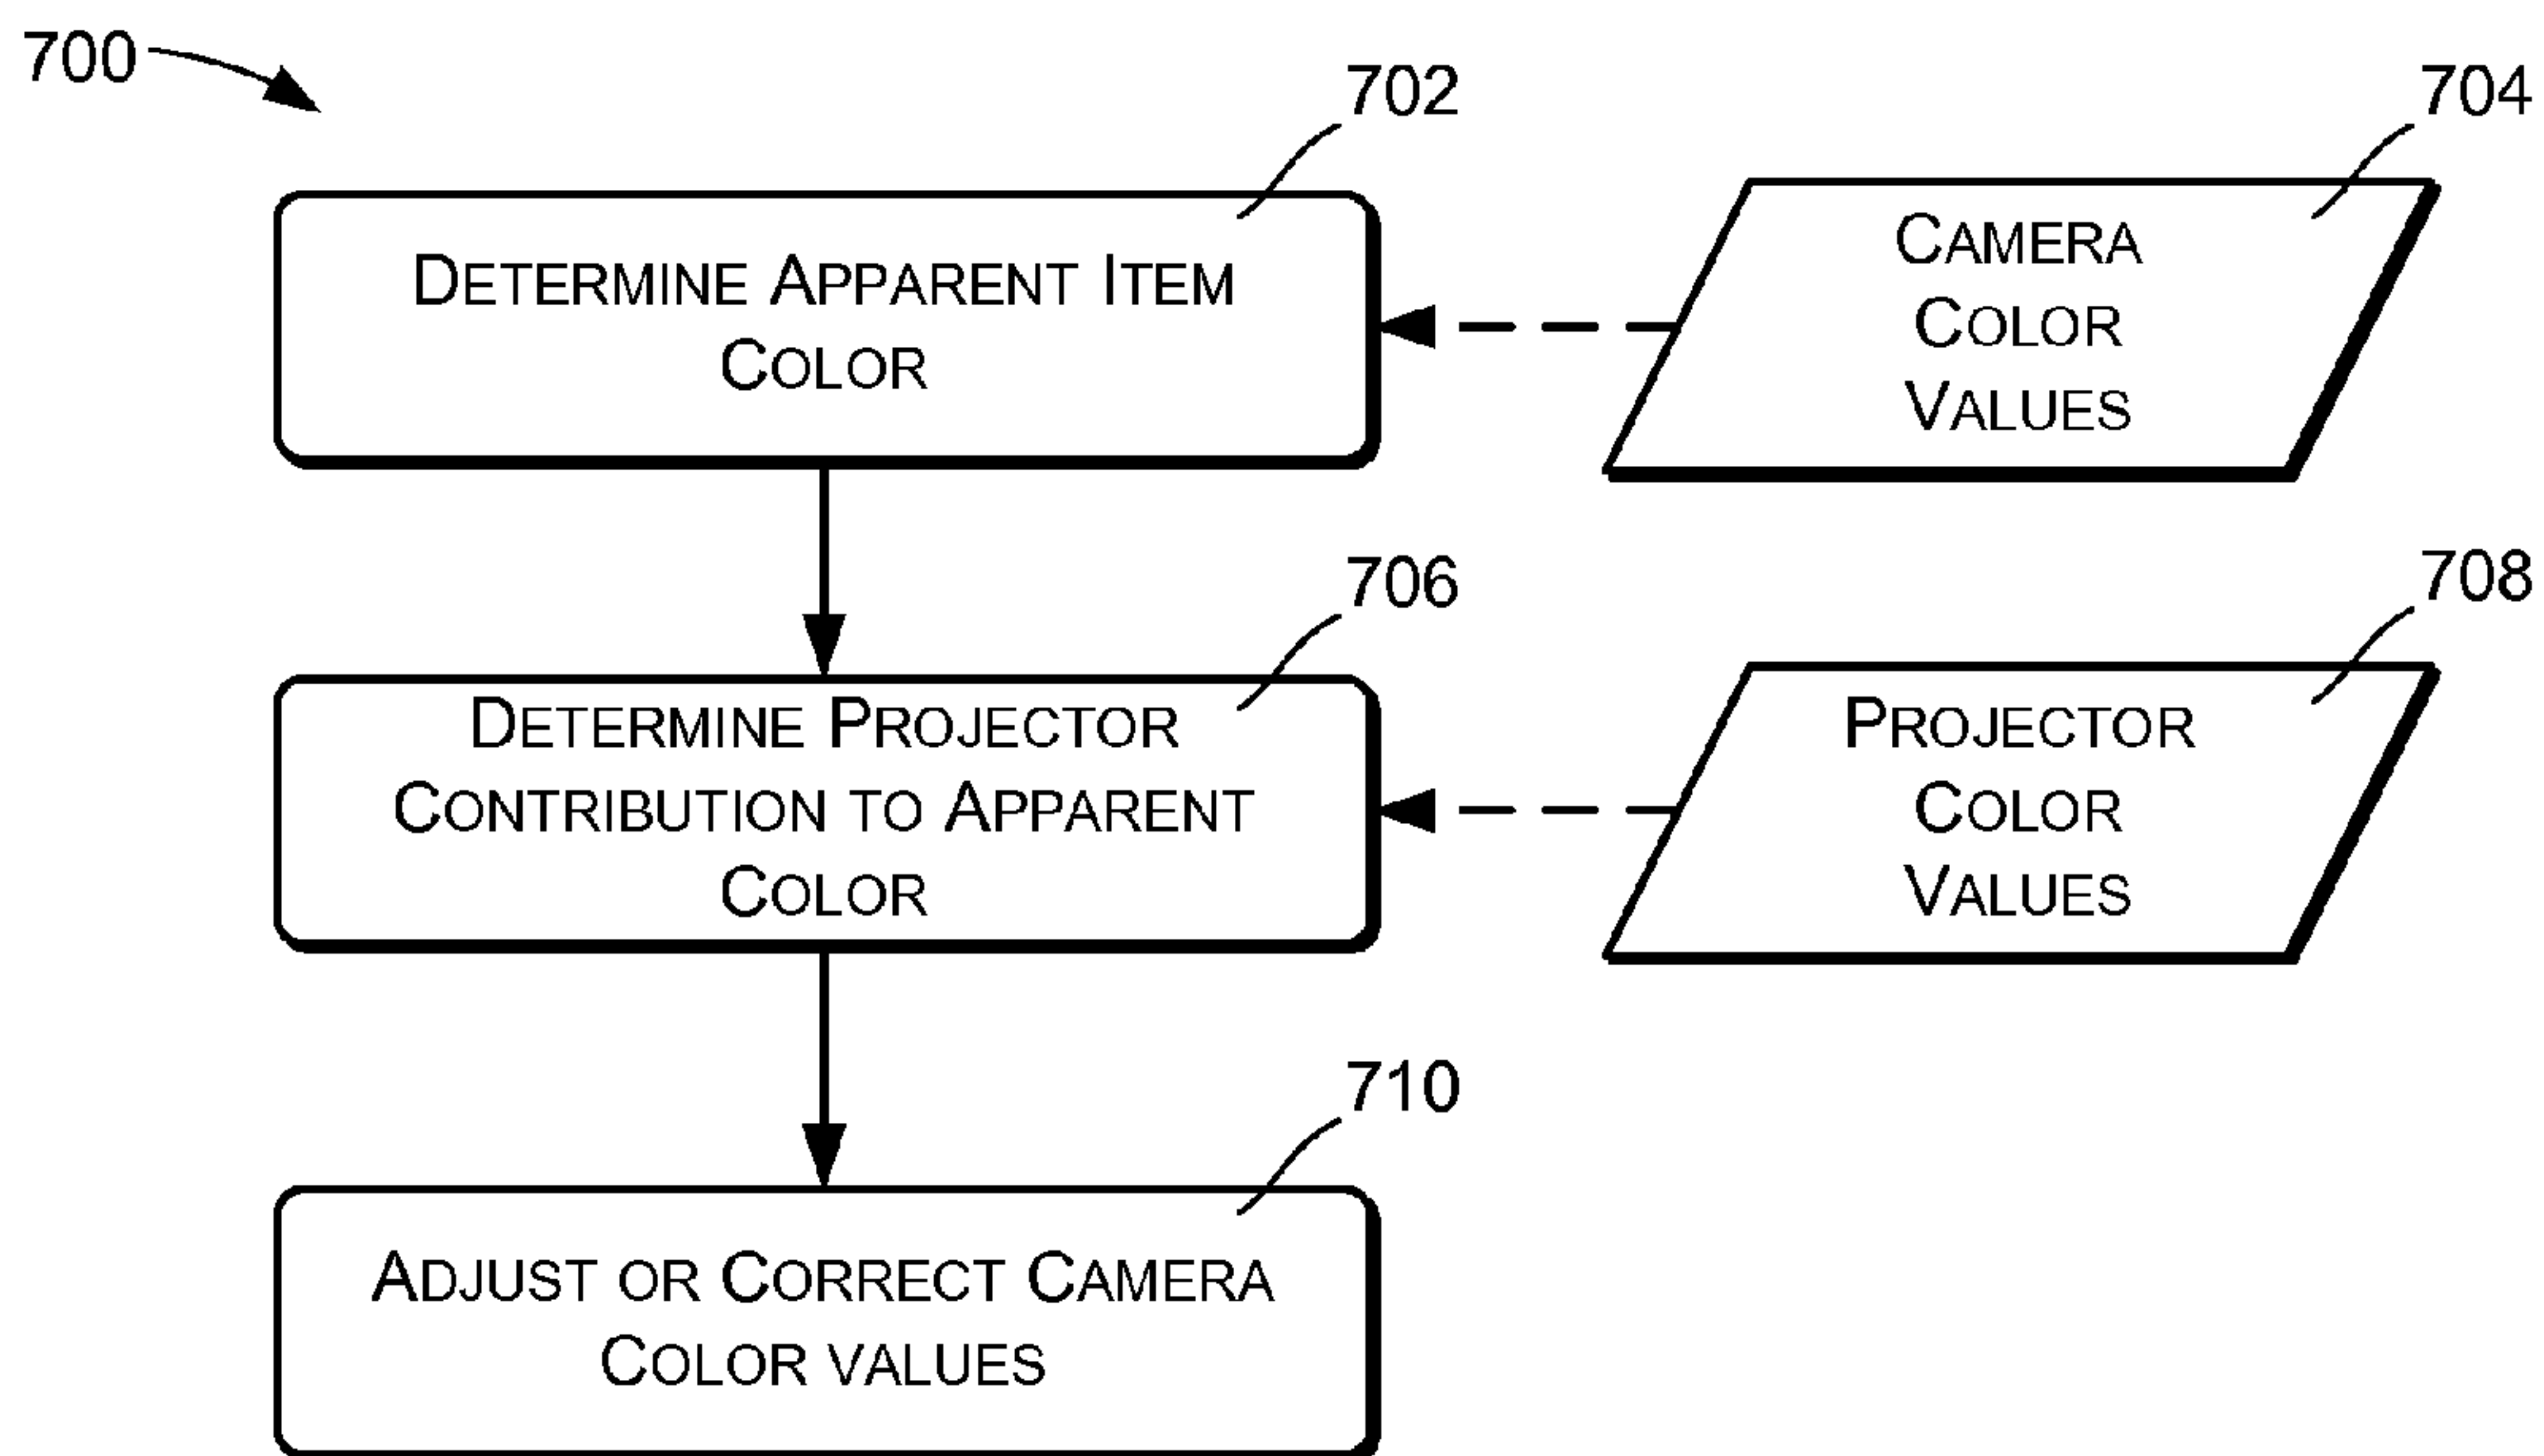 700
702
704
DETERMINE APPARENT ITEM
COLOR
CAMERA
COLOR
VALUES
706
708
DETERMINE PROJECTOR
CONTRIBUTION TO APPARENT
COLOR
PROJECTOR
COLOR
VALUES
710
ADJUST OR CORRECT CAMERA
COLOR VALUES